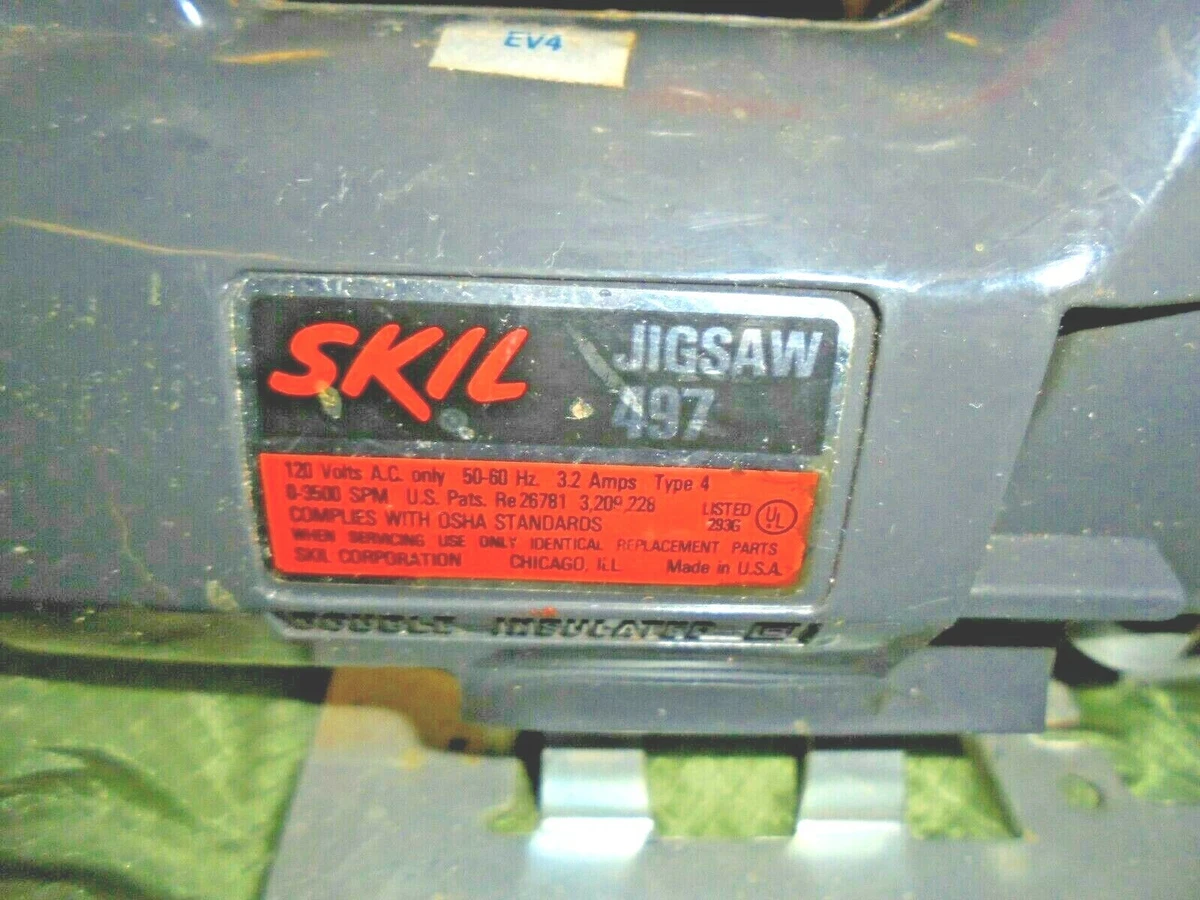 EV4
SKIL JIGSAW
497
120 Volts A.C. only 50-60 Hz. 3.2 Amps Type 4
0-3500 SPM U.S. Pats. Re 26781 3,209,228
COMPLIES WITH OSHA STANDARDS
LISTED
293G UL
WHEN SERVICING USE ONLY IDENTICAL REPLACEMENT PARTS
SKIL CORPORATION CHICAGO, ILL Made in U.S.A.
DOUBLE INSULATED